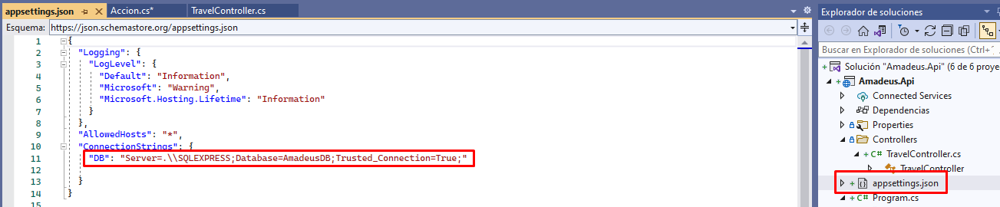 appsettings.json
Accion.cs*
TravelController.cs
Esquema: https://json.schemastore.org/appsettings.json
1 {
2 "Logging": {
3 "LogLevel": {
4 "Default": "Information",
5 "Microsoft": "Warning",
6 "Microsoft.Hosting.Lifetime": "Information"
7 }
8 },
9 "AllowedHosts": "*",
10 "ConnectionStrings": {
11 "DB": "Server=.\\SQLEXPRESS;Database=AmadeusDB;Trusted_Connection=True;"
12
13 }
14 }
15
Explorador de soluciones
Buscar en Explorador de soluciones (Ctrl+
Solución "Amadeus.Api" (6 de 6 proye
Amadeus.Api
Connected Services
Dependencias
Properties
Controllers
C# TravelController.cs
TravelController
appsettings.json
C# Program.cs